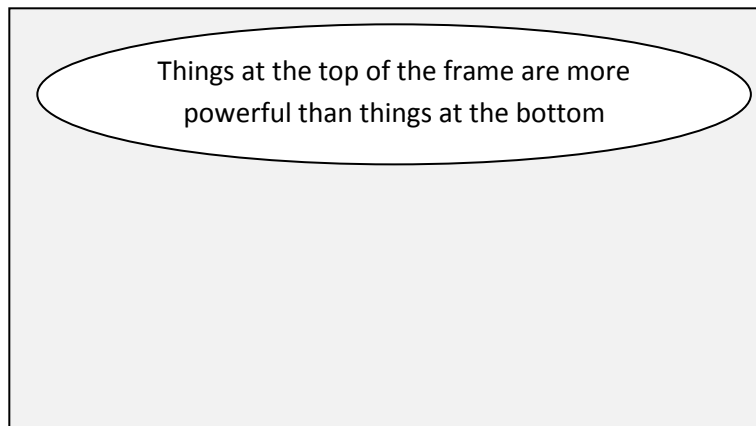 Things at the top of the frame are more
powerful than things at the bottom